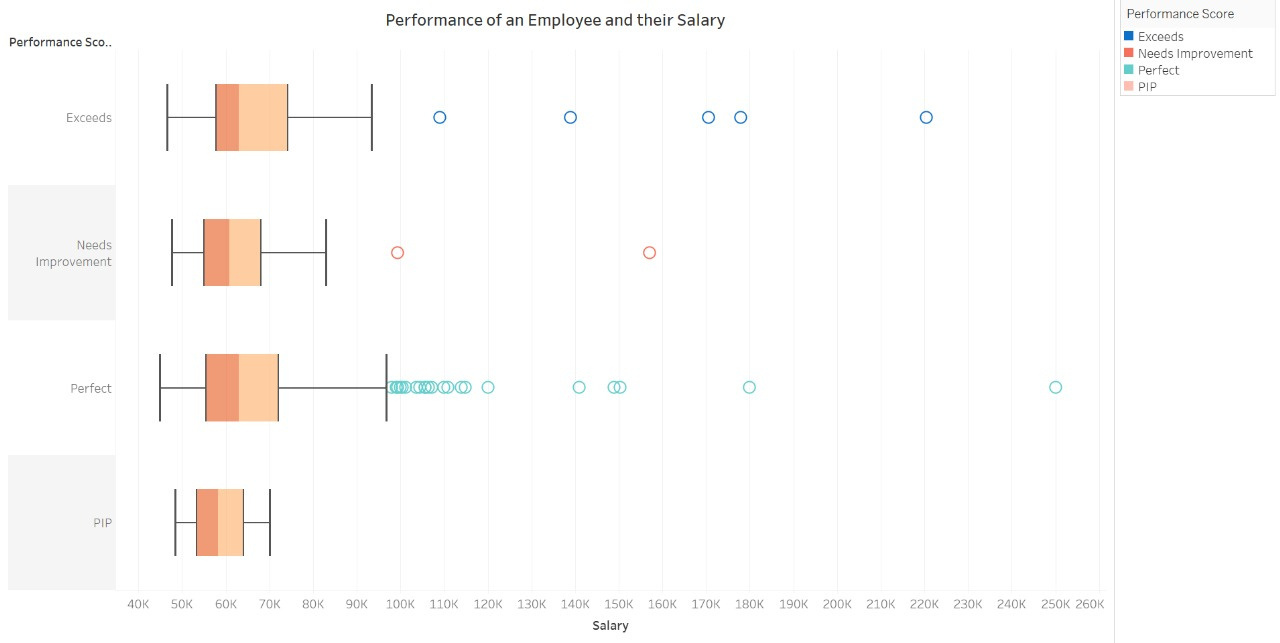 Performance of an Employee and their Salary
Performance Sco..
Exceeds
Needs
Improvement
Perfect
PIP
40K 50K 60K 70K 80K 90K 100K 110K 120K 130K 140K 150K 160K 170K 180K 190K 200K 210K 220K 230K 240K 250K 260K
Salary
Performance Score
Exceeds
Needs Improvement
Perfect
PIP